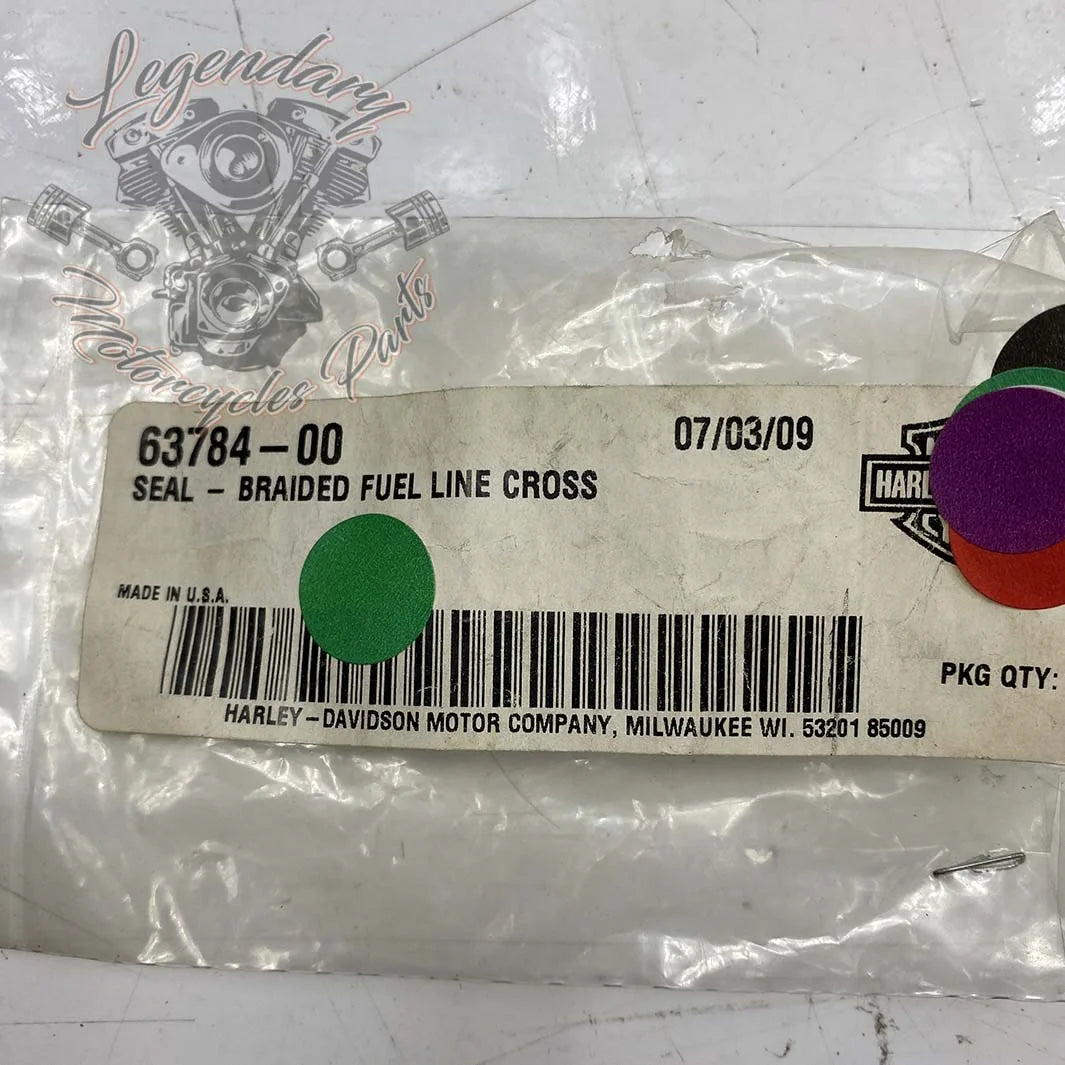 Legendary
Motorcycles Parts
63784-00
07/03/09
SEAL - BRAIDED FUEL LINE CROSS
MADE IN U.S.A.
PKG QTY:
HARLEY-DAVIDSON MOTOR COMPANY, MILWAUKEE WI. 53201 85009